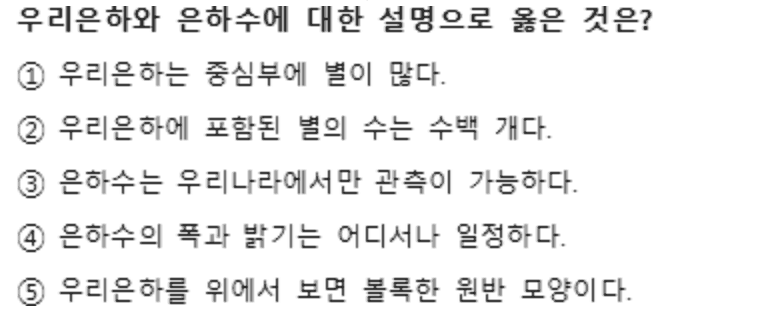 우리은하와 은하수에 대한 설명으로 옳은 것은?
① 우리은하는 중심부에 별이 많다.
② 우리은하에 포함된 별의 수는 수백 개다.
③ 은하수는 우리나라에서만 관측이 가능하다.
④ 은하수의 폭과 밝기는 어디서나 일정하다.
⑤ 우리은하를 위에서 보면 볼록한 원반 모양이다.